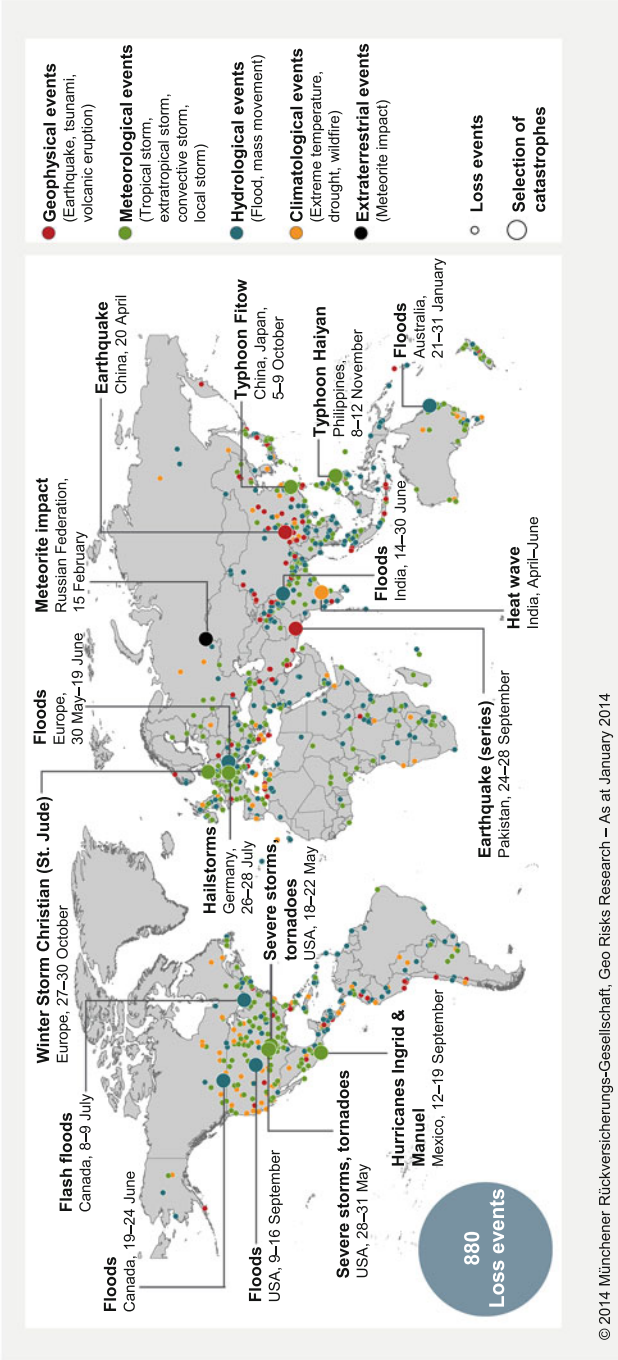 Floods
Canada, 19–24 June
Flash floods
Canada, 8–9 July
Winter Storm Christian (St. Jude)
Europe, 27–30 October
Floods
Europe,
30 May–19 June
Meteorite impact
Russian Federation,
15 February
Earthquake
China, 20 April
Hailstorms
Germany,
26–28 July
Severe storms,
tornadoes
USA, 18–22 May
Typhoon Fitow
China, Japan,
5–9 October
Typhoon Haiyan
Philippines,
8–12 November
Floods
Australia,
21–31 January
Floods
USA, 9–16 September
Severe storms, tornadoes
USA, 28–31 May
Hurricanes Ingrid &
Manuel
Mexico, 12–19 September
Floods
India, 14–30 June
Heat wave
India, April–June
Earthquake (series)
Pakistan, 24–28 September
880
Loss events
Geophysical events
(Earthquake, tsunami,
volcanic eruption)
Meteorological events
(Tropical storm,
extratropical storm,
convective storm,
local storm)
Hydrological events
(Flood, mass movement)
Climatological events
(Extreme temperature,
drought, wildfire)
Extraterrestrial events
(Meteorite impact)
Loss events
Selection of
catastrophes
© 2014 Münchener Rückversicherungs-Gesellschaft, Geo Risks Research – As at January 2014